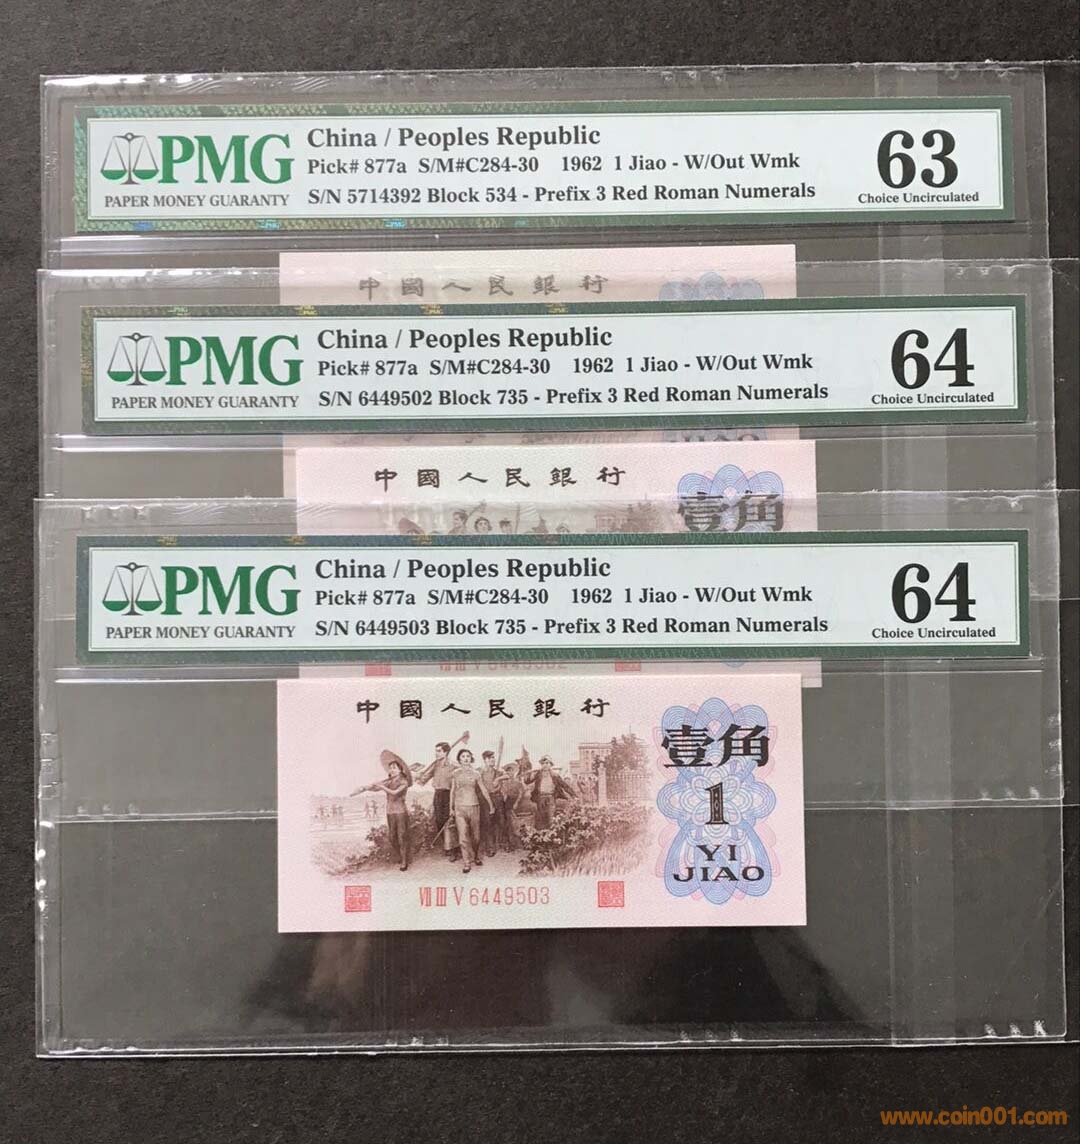 PMG
PAPER MONEY GUARANTY
China / Peoples Republic
Pick# 877a S/M#C284-30 1962 1 Jiao - W/Out Wmk
S/N 5714392 Block 534 - Prefix 3 Red Roman Numerals
63
Choice Uncirculated
中國人民銀行
PMG
PAPER MONEY GUARANTY
China / Peoples Republic
Pick# 877a S/M#C284-30 1962 1 Jiao - W/Out Wmk
S/N 6449502 Block 735 - Prefix 3 Red Roman Numerals
64
Choice Uncirculated
JIAO
中國人民銀行
壹角
PMG
PAPER MONEY GUARANTY
China / Peoples Republic
Pick# 877a S/M#C284-30 1962 1 Jiao - W/Out Wmk
S/N 6449503 Block 735 - Prefix 3 Red Roman Numerals
64
Choice Uncirculated
Ⅶ Ⅲ Ⅴ 6449502
中國人民銀行
壹角
1
YI
JIAO
Ⅶ Ⅲ Ⅴ 6449503
www.coin001.com